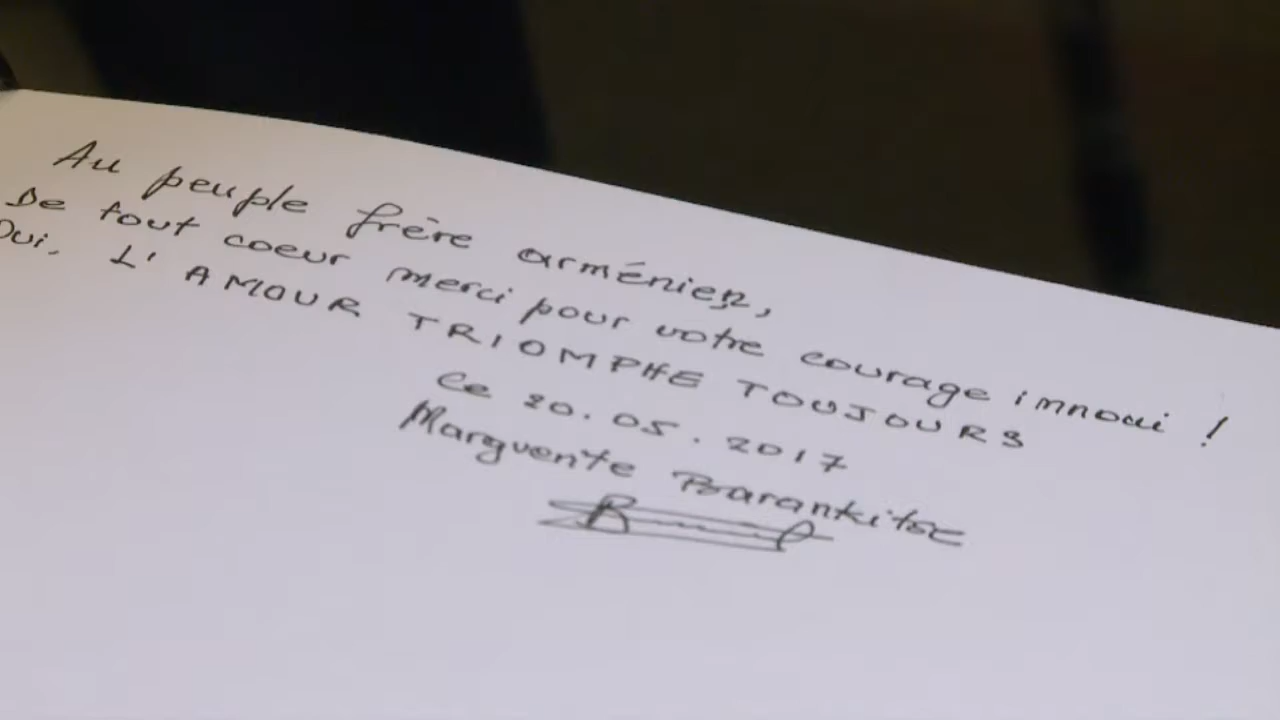 Au peuple frère arménien,
De tout coeur merci pour votre courage innoui !
Oui, L'AMOUR TRIOMPHE TOUJOURS
Ce 20.05.2017
Marguerite Barankitse